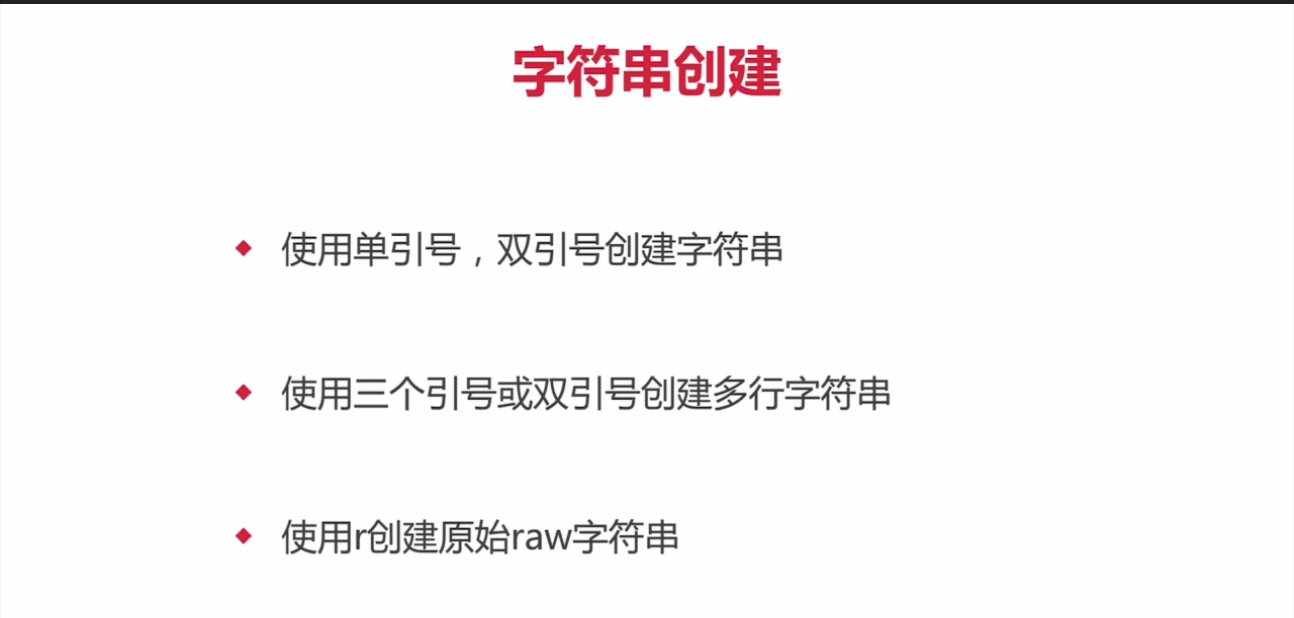 字符串创建
使用单引号，双引号创建字符串
使用三个引号或双引号创建多行字符串
使用r创建原始raw字符串